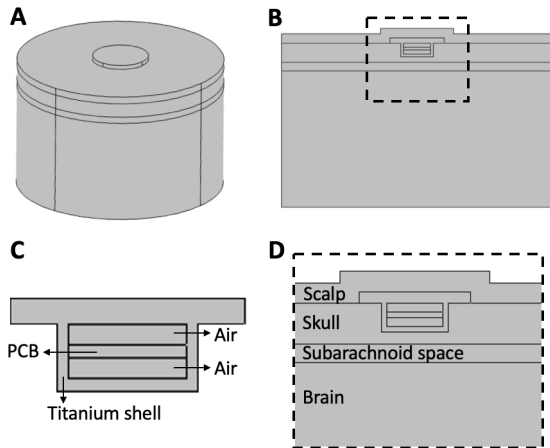 A
B
C
Air
PCB
Air
Titanium shell
D
Scalp
Skull
Subarachnoid space
Brain